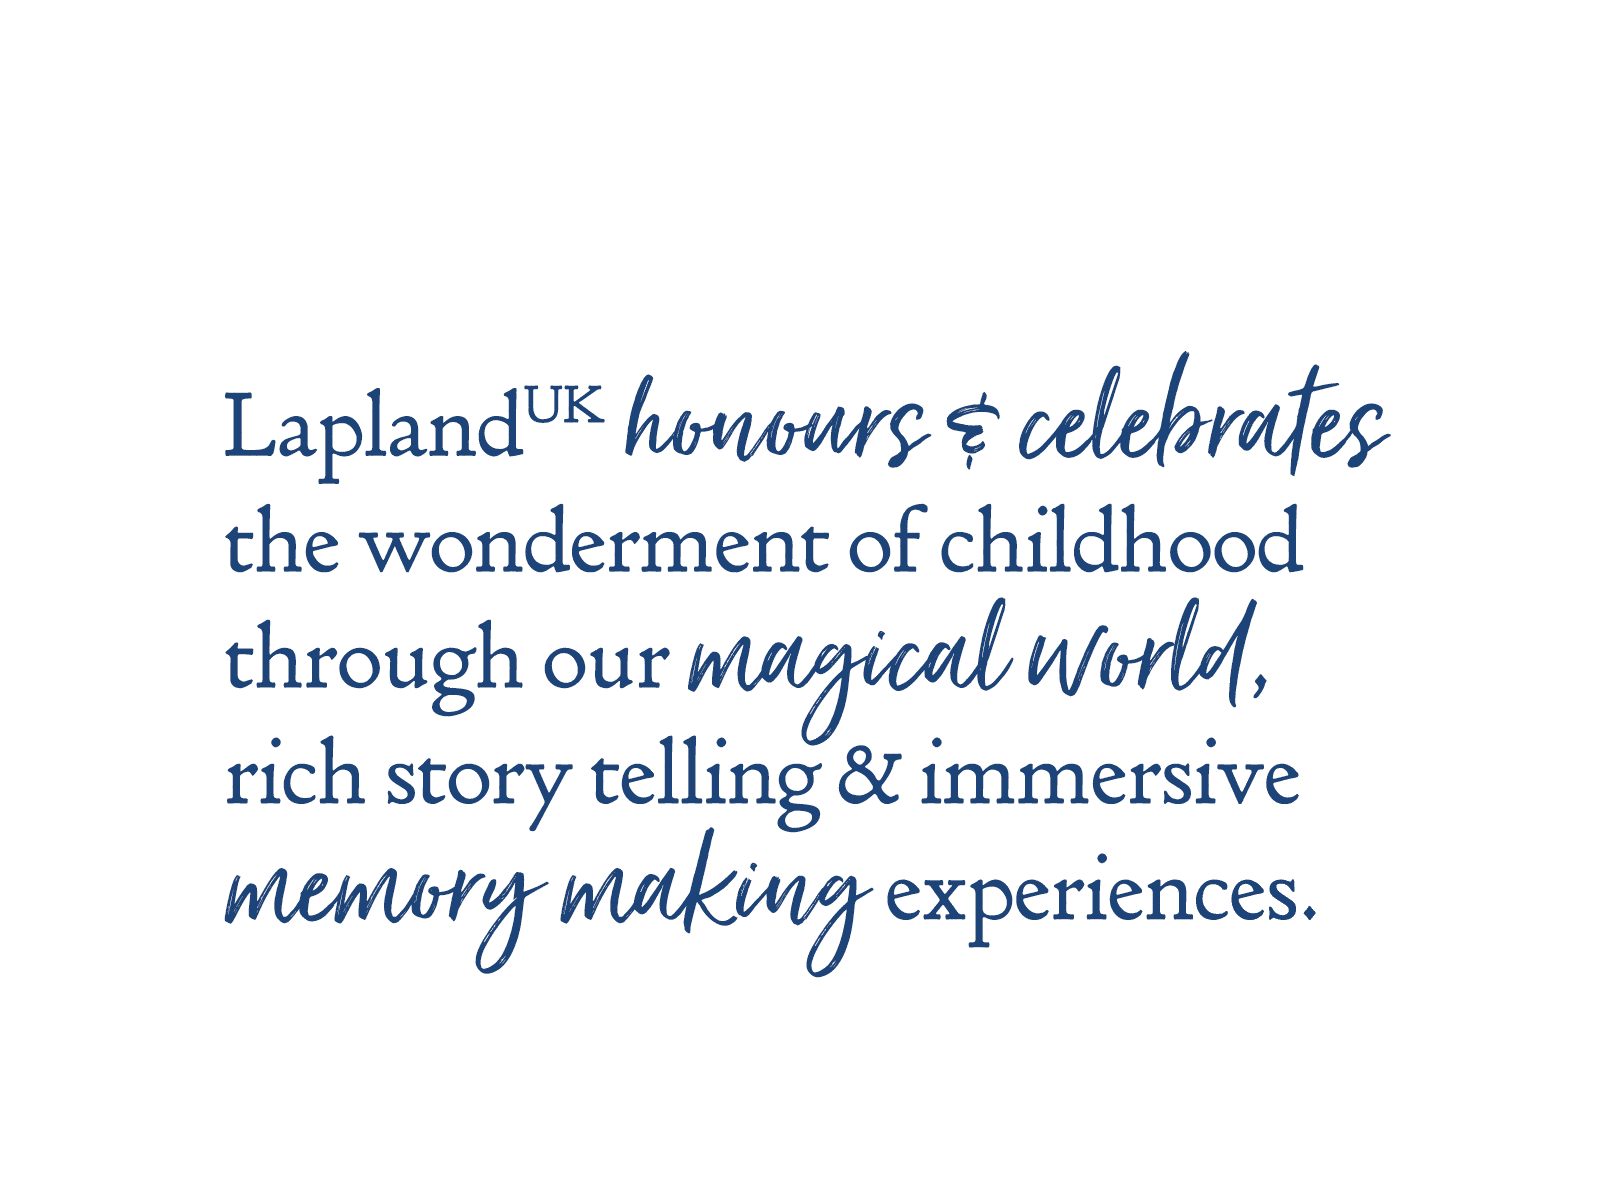 LaplandUK honours & celebrates
the wonderment of childhood
through our magical world,
rich story telling & immersive
memory making experiences.